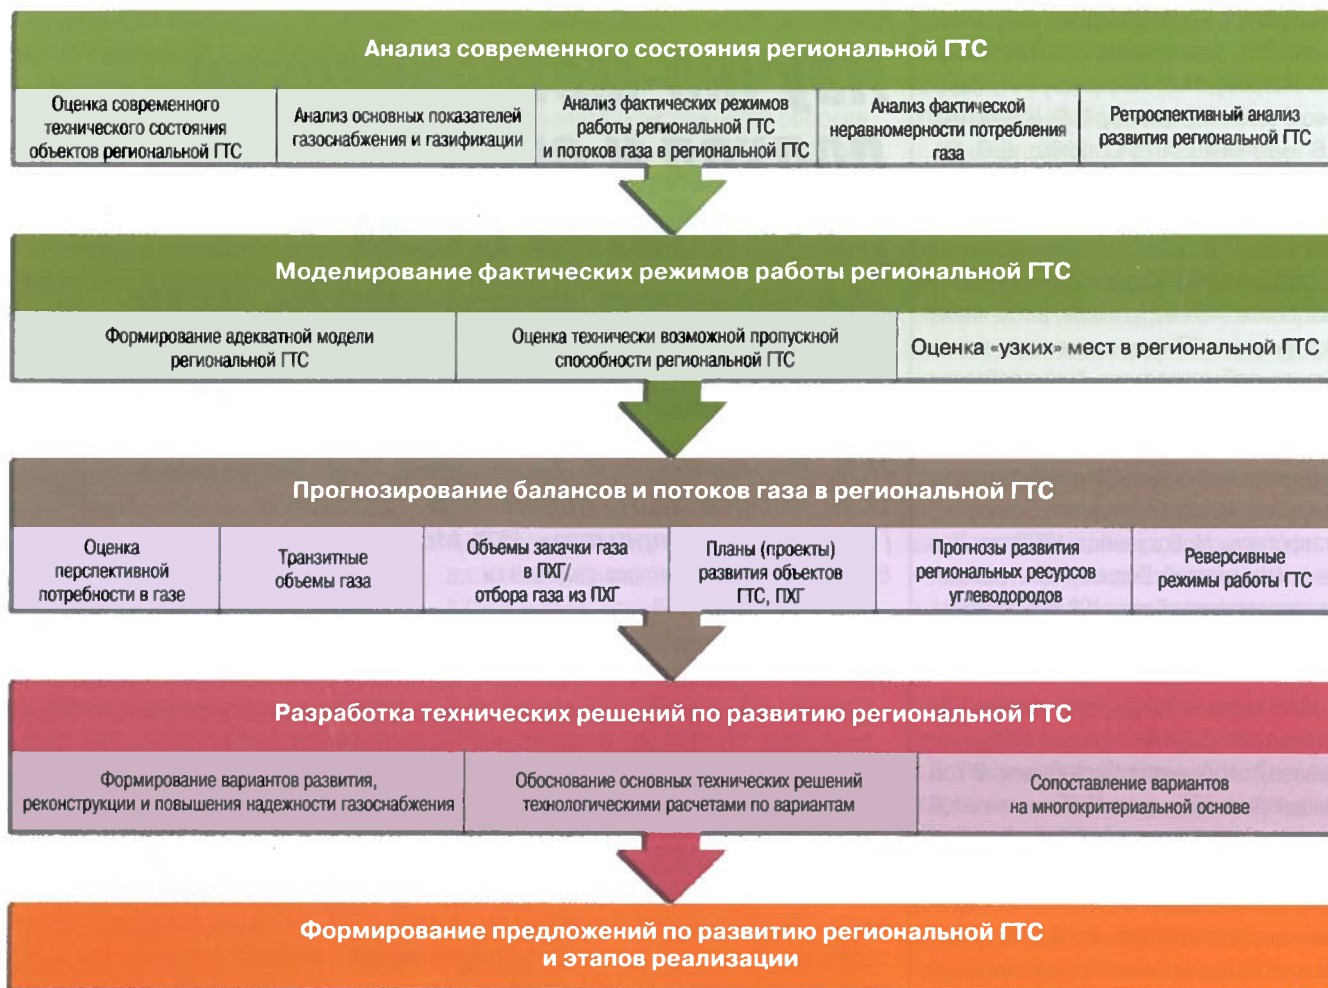 Анализ современного состояния региональной ГТС
Оценка современного
технического состояния
объектов региональной ГТС
Анализ основных показателей
газоснабжения и газификации
Анализ фактических режимов
работы региональной ГТС
и потоков газа в региональной ГТС
Анализ фактической
неравномерности потребления
газа
Ретроспективный анализ
развития региональной ГТС
Моделирование фактических режимов работы региональной ГТС
Формирование адекватной модели
региональной ГТС
Оценка технически возможной пропускной
способности региональной ГТС
Оценка «узких» мест в региональной ГТС
Прогнозирование балансов и потоков газа в региональной ГТС
Оценка
перспективной
потребности в газе
Транзитные
объемы газа
Объемы закачки газа
в ПХГ/
отбора газа из ПХГ
Планы (проекты)
развития объектов
ГТС, ПХГ
Прогнозы развития
региональных ресурсов
углеводородов
Реверсивные
режимы работы ГТС
Разработка технических решений по развитию региональной ГТС
Формирование вариантов развития,
реконструкции и повышения надежности газоснабжения
Обоснование основных технических решений
технологическими расчетами по вариантам
Сопоставление вариантов
на многокритериальной основе
Формирование предложений по развитию региональной ГТС
и этапов реализации